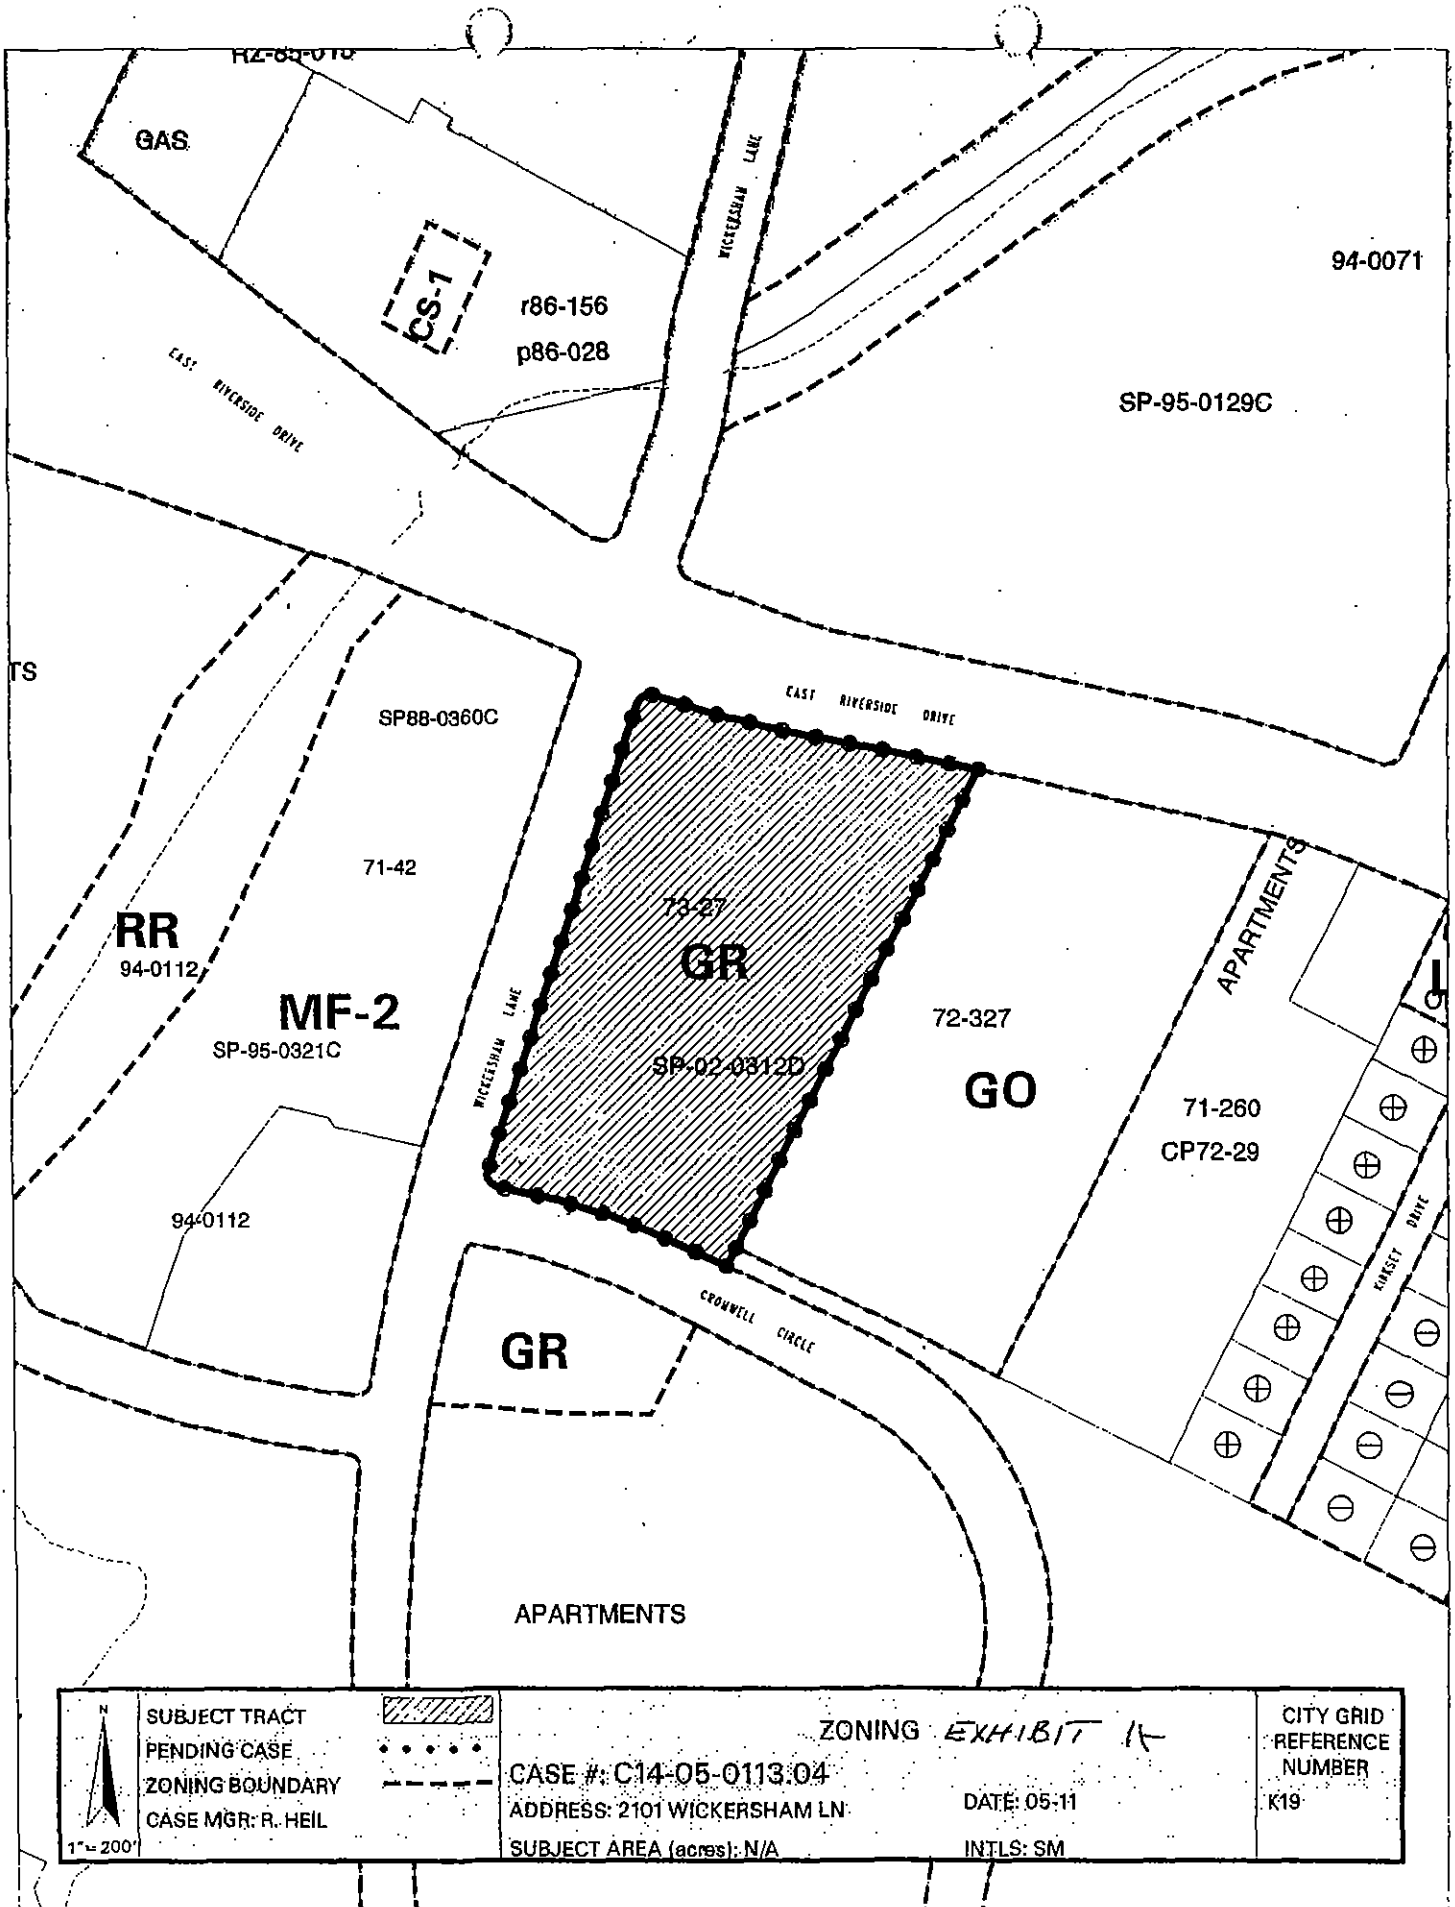 RZ-85-010
GAS
WICKERSHAM LANE
94-0071
CS-1
r86-156
p86-028
EAST RIVERSIDE DRIVE
SP-95-0129C
TS
SP88-0360C
EAST RIVERSIDE DRIVE
71-42
73-27
APARTMENTS
RR
94-0112
GR
L
MF-2
72-327
SP-95-0321C
WICKERSHAM LANE
SP-02-0312D
GO
71-260
CP72-29
94-0112
KIRKSEY DRIVE
CROMWELL CIRCLE
GR
APARTMENTS
N
1"= 200'
SUBJECT TRACT
PENDING CASE
ZONING BOUNDARY
CASE MGR: R. HEIL
ZONING EXHIBIT A
CASE #: C14-05-0113.04
ADDRESS: 2101 WICKERSHAM LN
DATE: 05-11
SUBJECT AREA (acres): N/A
INTLS: SM
CITY GRID
REFERENCE
NUMBER
K19